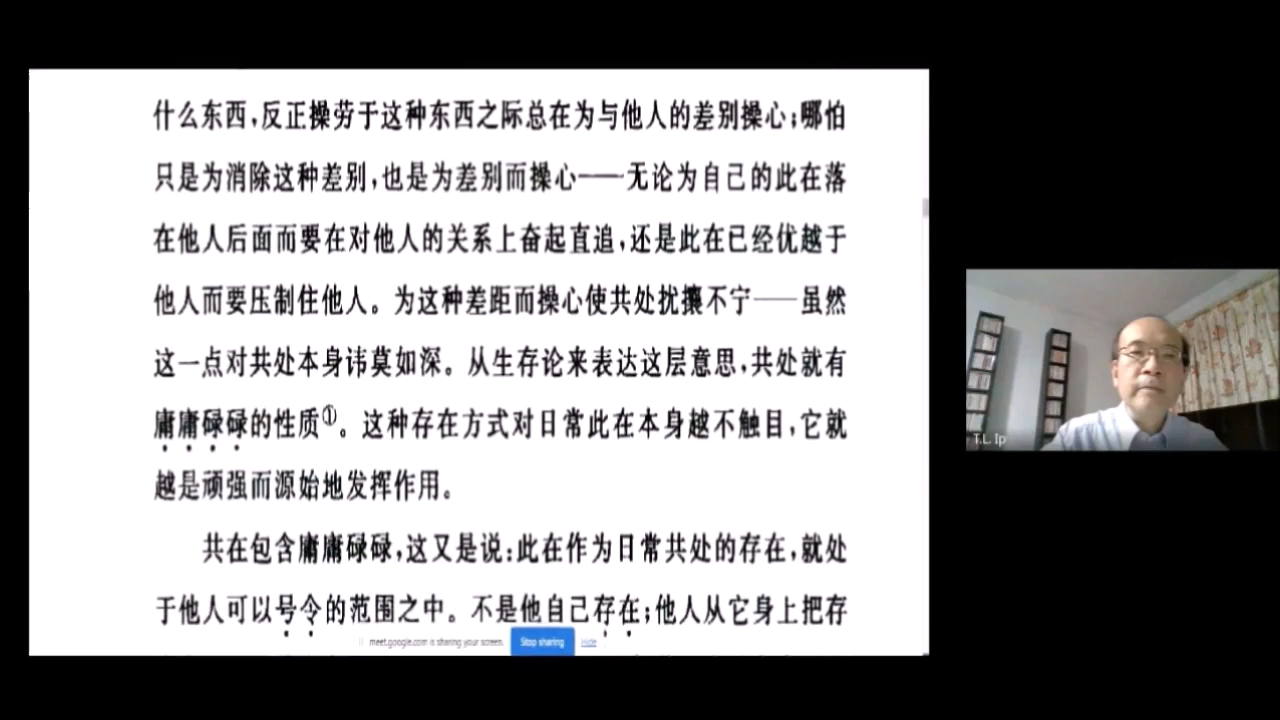 什么东西,反正操劳于这种东西之际总在为与他人的差别操心;哪怕
只是为消除这种差别,也是为差别而操心——无论为自己的此在落
在他人后面而要在对他人的关系上奋起直追,还是此在已经优越于
他人而要压制住他人。为这种差距而操心使共处扰攘不宁——虽然
这一点对共处本身讳莫如深。从生存论来表达这层意思,共处就有
庸庸碌碌的性质①。这种存在方式对日常此在本身越不触目,它就
越是顽强而源始地发挥作用。
共在包含庸庸碌碌,这又是说:此在作为日常共处的存在,就处
于他人可以号令的范围之中。不是他自己存在;他人从它身上把存
meet.google.com is sharing your screen.
Stop sharing
Hide
T.L. Ip